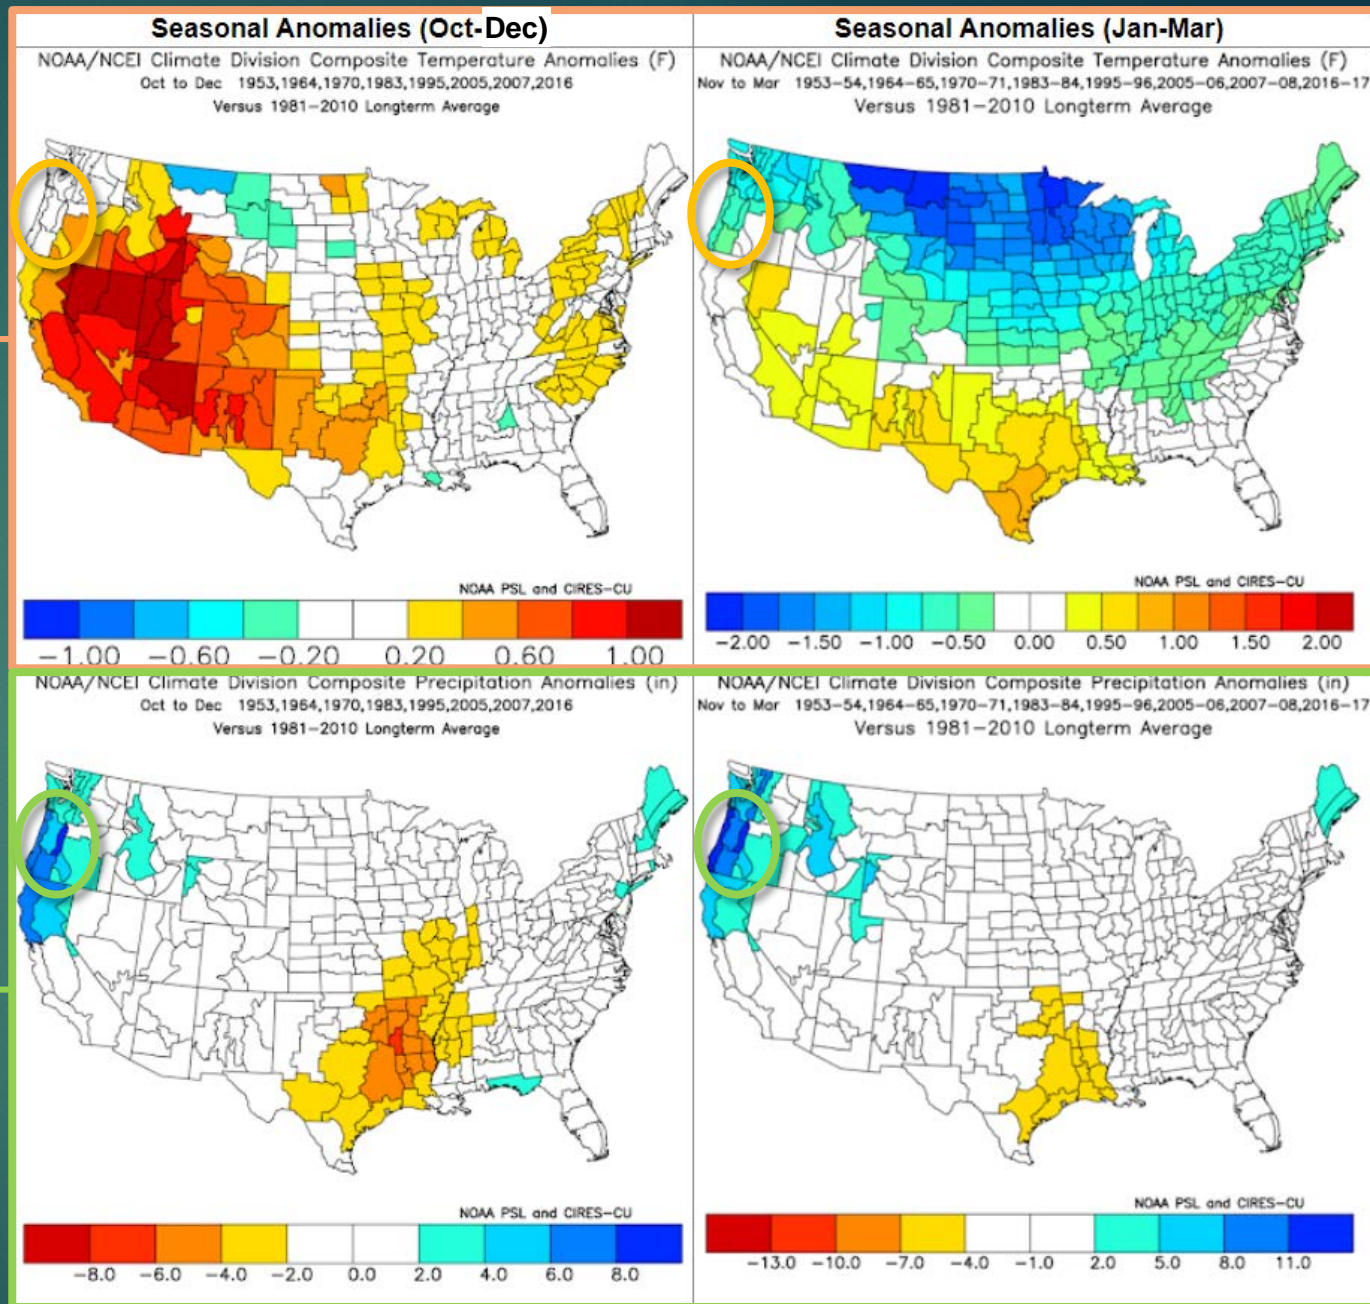 Seasonal Anomalies (Oct-Dec)
NOAA/NCEI Climate Division Composite Temperature Anomalies (F)
Oct to Dec 1953,1964,1970,1983,1995,2005,2007,2016
Versus 1981-2010 Longterm Average
NOAA PSL and CIRES-CU
-1.00 -0.60 -0.20 0.20 0.60 1.00
Seasonal Anomalies (Jan-Mar)
NOAA/NCEI Climate Division Composite Temperature Anomalies (F)
Nov to Mar 1953-54,1964-65,1970-71,1983-84,1995-96,2005-06,2007-08,2016-17
Versus 1981-2010 Longterm Average
NOAA PSL and CIRES-CU
-2.00 -1.50 -1.00 -0.50 0.00 0.50 1.00 1.50 2.00
NOAA/NCEI Climate Division Composite Precipitation Anomalies (in)
Oct to Dec 1953,1964,1970,1983,1995,2005,2007,2016
Versus 1981-2010 Longterm Average
NOAA PSL and CIRES-CU
-8.0 -6.0 -4.0 -2.0 0.0 2.0 4.0 6.0 8.0
NOAA/NCEI Climate Division Composite Precipitation Anomalies (in)
Nov to Mar 1953-54,1964-65,1970-71,1983-84,1995-96,2005-06,2007-08,2016-17
Versus 1981-2010 Longterm Average
NOAA PSL and CIRES-CU
-13.0 -10.0 -7.0 -4.0 -1.0 2.0 5.0 8.0 11.0